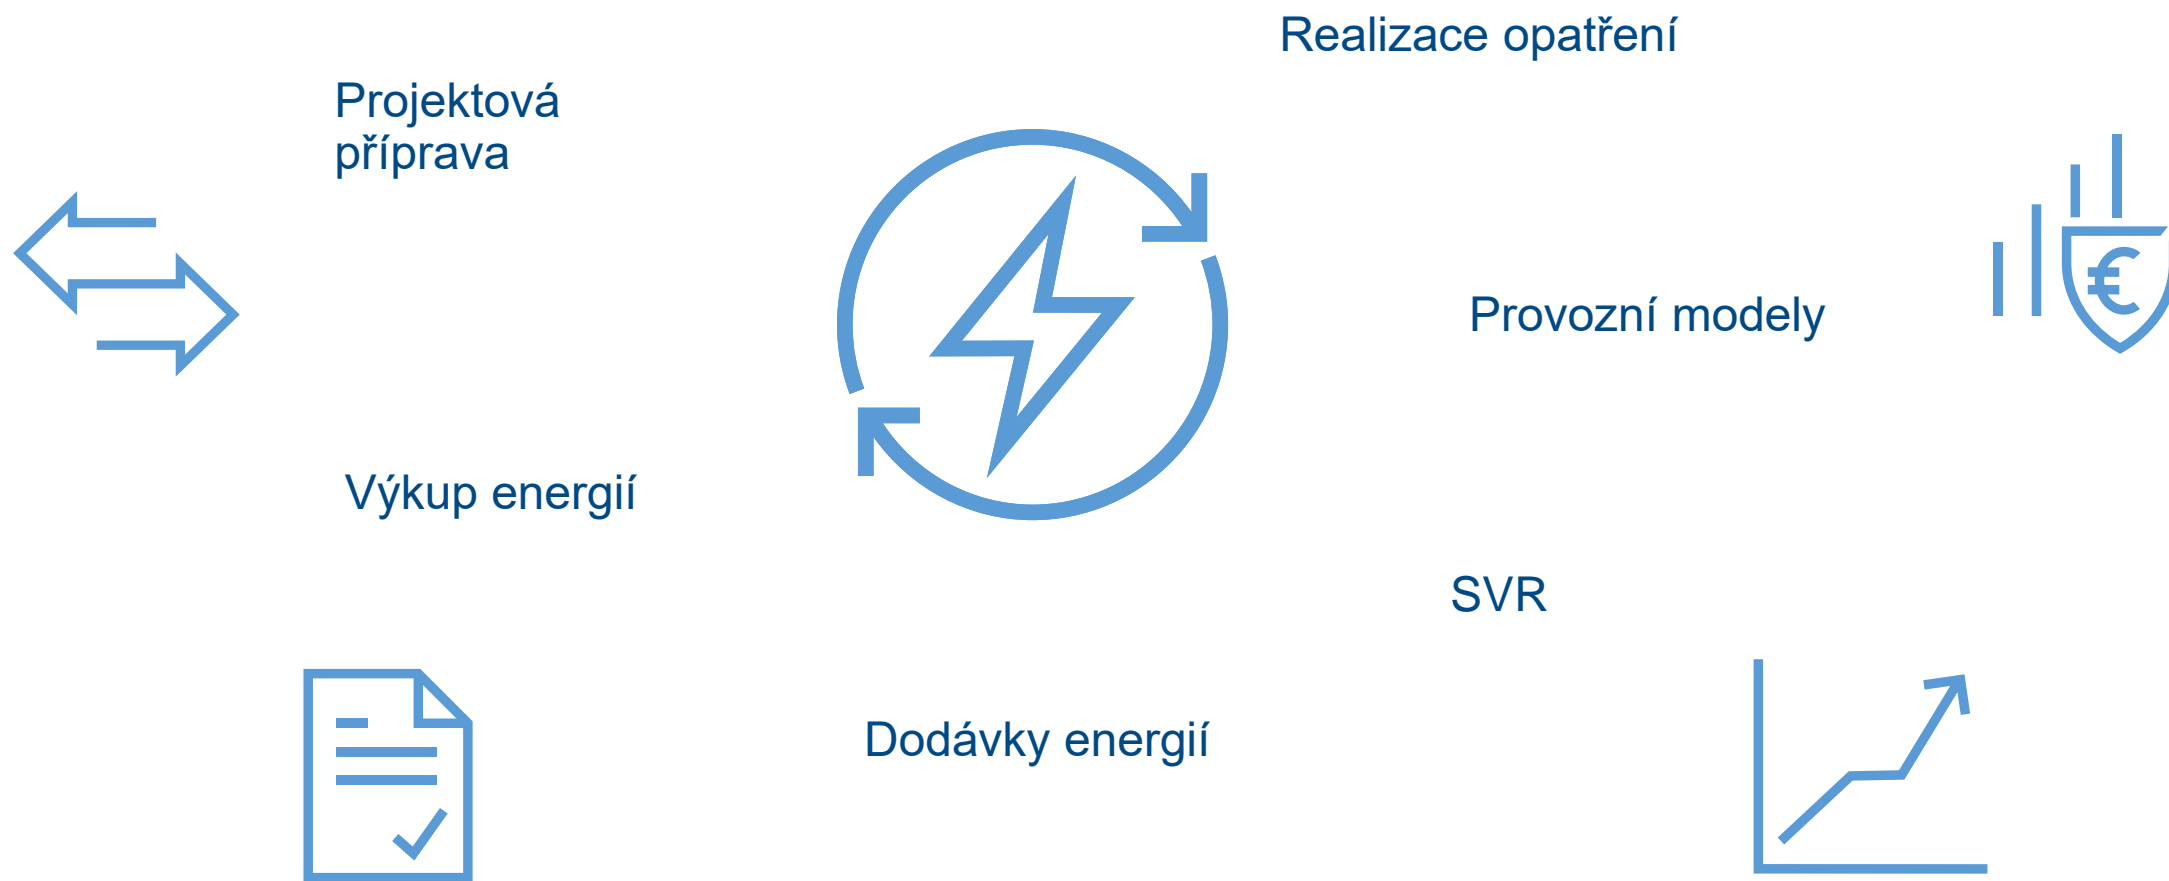 Realizace opatření
Projektová
příprava
Provozní modely
Výkup energií
SVR
Dodávky energií